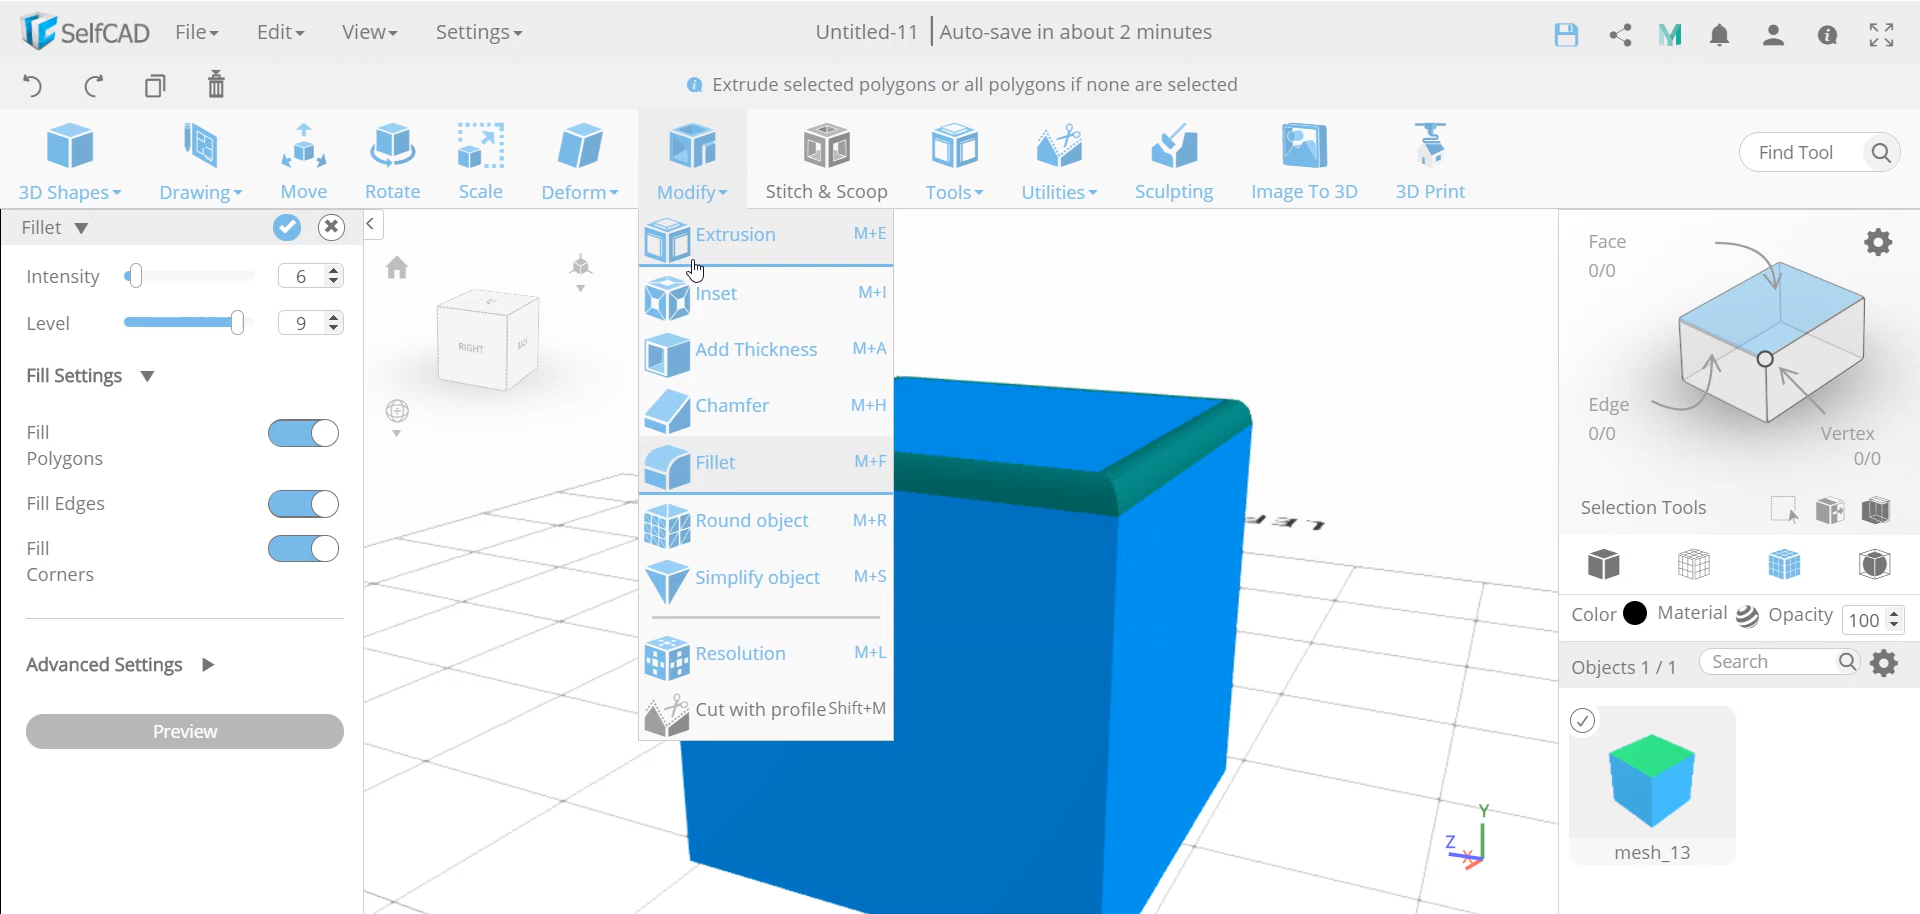 SelfCAD File Edit View Settings Untitled-11 Auto-save in about 2 minutes
Extrude selected polygons or all polygons if none are selected
3D Shapes Drawing Move Rotate Scale Deform Modify Stitch & Scoop Tools Utilities Sculpting Image To 3D 3D Print Find Tool
Fillet
Intensity 6
Level 9
Fill Settings
Fill
Polygons
Fill Edges
Fill
Corners
Advanced Settings
Preview
RIGHT
BACK
Extrusion M+E
Inset M+I
Add Thickness M+A
Chamfer M+H
Fillet M+F
Round object M+R
Simplify object M+S
Resolution M+L
Cut with profile Shift+M
Z
Y
X
Face
0/0
Edge
0/0
Vertex
0/0
Selection Tools
Color Material Opacity 100
Objects 1 / 1 Search
mesh_13